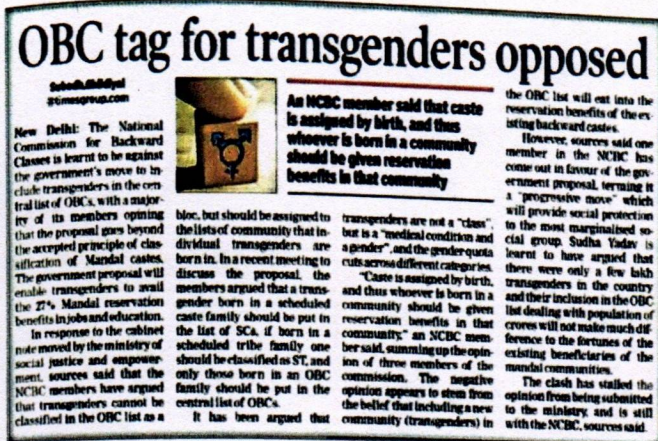 OBC tag for transgenders opposed
@timesgroup.com
New Delhi: The National
Commission for Backward
Classes is learnt to be against
the government's move to in-
clude transgenders in the cen-
tral list of OBCs, with a major-
ity of its members opining
that the proposal goes beyond
the accepted principle of clas-
sification of Mandal castes.
The government proposal will
enable transgenders to avail
the 27% Mandal reservation
benefits in jobs and education.
In response to the cabinet
note moved by the ministry of
social justice and empower-
ment, sources said that the
NCBC members have argued
that transgenders cannot be
classified in the OBC list as a
An NCBC member said that caste
is assigned by birth, and thus
whoever is born in a community
should be given reservation
benefits in that community
bloc, but should be assigned to
the lists of community that in-
dividual transgenders are
born in. In a recent meeting to
discuss the proposal, the
members argued that a trans-
gender born in a scheduled
caste family should be put in
the list of SCs, if born in a
scheduled tribe family one
should be classified as ST, and
only those born in an OBC
family should be put in the
central list of OBCs.
It has been argued that
transgenders are not a "class",
but is a "medical condition and
a gender", and the gender quota
cuts across different categories.
"Caste is assigned by birth,
and thus whoever is born in a
community should be given
reservation benefits in that
community," an NCBC mem-
ber said, summing up the opin-
ion of three members of the
commission. The negative
opinion appears to stem from
the belief that including a new
community (transgenders) in
the OBC list will eat into the
reservation benefits of the ex-
isting backward castes.
However, sources said one
member in the NCBC has
come out in favour of the gov-
ernment proposal, terming it
a "progressive move" which
will provide social protection
to the most marginalised so-
cial group. Sudha Yadav is
learnt to have argued that
there were only a few lakh
transgenders in the country
and their inclusion in the OBC
list dealing with population of
crores will not make much dif-
ference to the fortunes of the
existing beneficiaries of the
mandal communities.
The clash has stalled the
opinion from being submitted
to the ministry, and is still
with the NCBC, sources said.